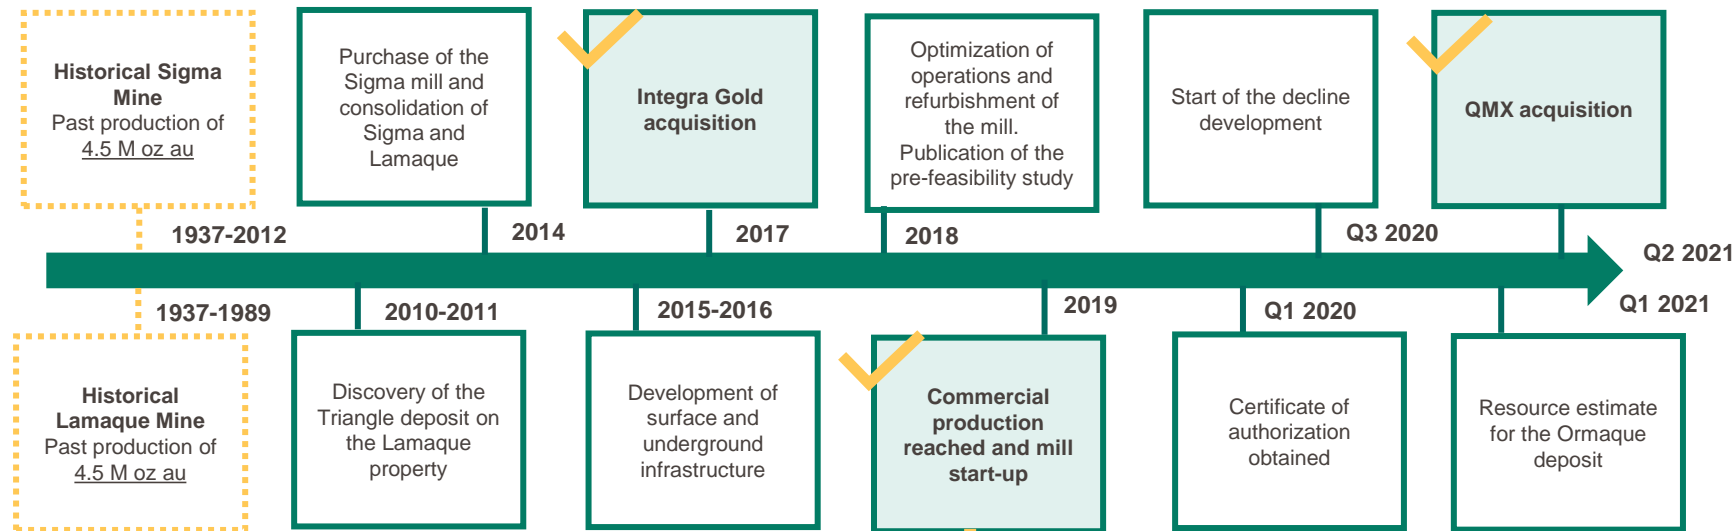 Historical Sigma
Mine
Past production of
4.5 M oz au
Purchase of the
Sigma mill and
consolidation of
Sigma and
Lamaque
Integra Gold
acquisition
Optimization of
operations and
refurbishment of
the mill.
Publication of the
pre-feasibility study
Start of the decline
development
QMX acquisition
1937-2012
2014
2017
2018
Q3 2020
Q2 2021
1937-1989
2010-2011
2015-2016
2019
Q1 2020
Q1 2021
Historical
Lamaque Mine
Past production of
4.5 M oz au
Discovery of the
Triangle deposit on
the Lamaque
property
Development of
surface and
underground
infrastructure
Commercial
production
reached and mill
start-up
Certificate of
authorization
obtained
Resource estimate
for the Ormaque
deposit